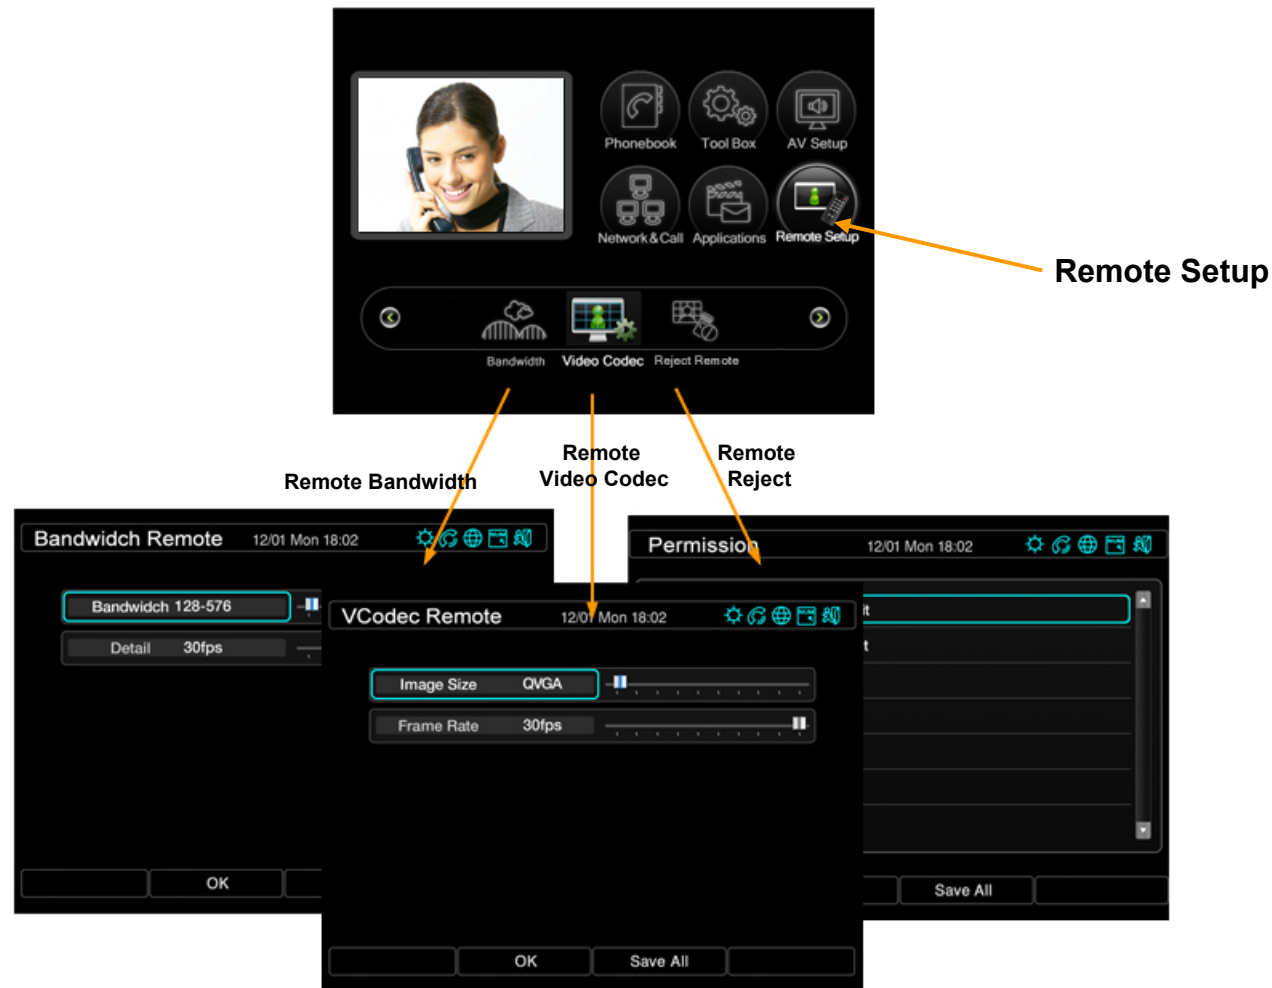 Phonebook
Tool Box
AV Setup
Network & Call
Applications
Remote Setup
Remote Setup
Bandwidth
Video Codec
Reject Remote
Remote Bandwidth
Remote
Video Codec
Remote
Reject
Bandwidch Remote 12/01 Mon 18:02
Bandwidch 128-576
Detail 30fps
OK
VCodec Remote 12/01 Mon 18:02
Image Size QVGA
Frame Rate 30fps
OK Save All
Permission 12/01 Mon 18:02
Save All